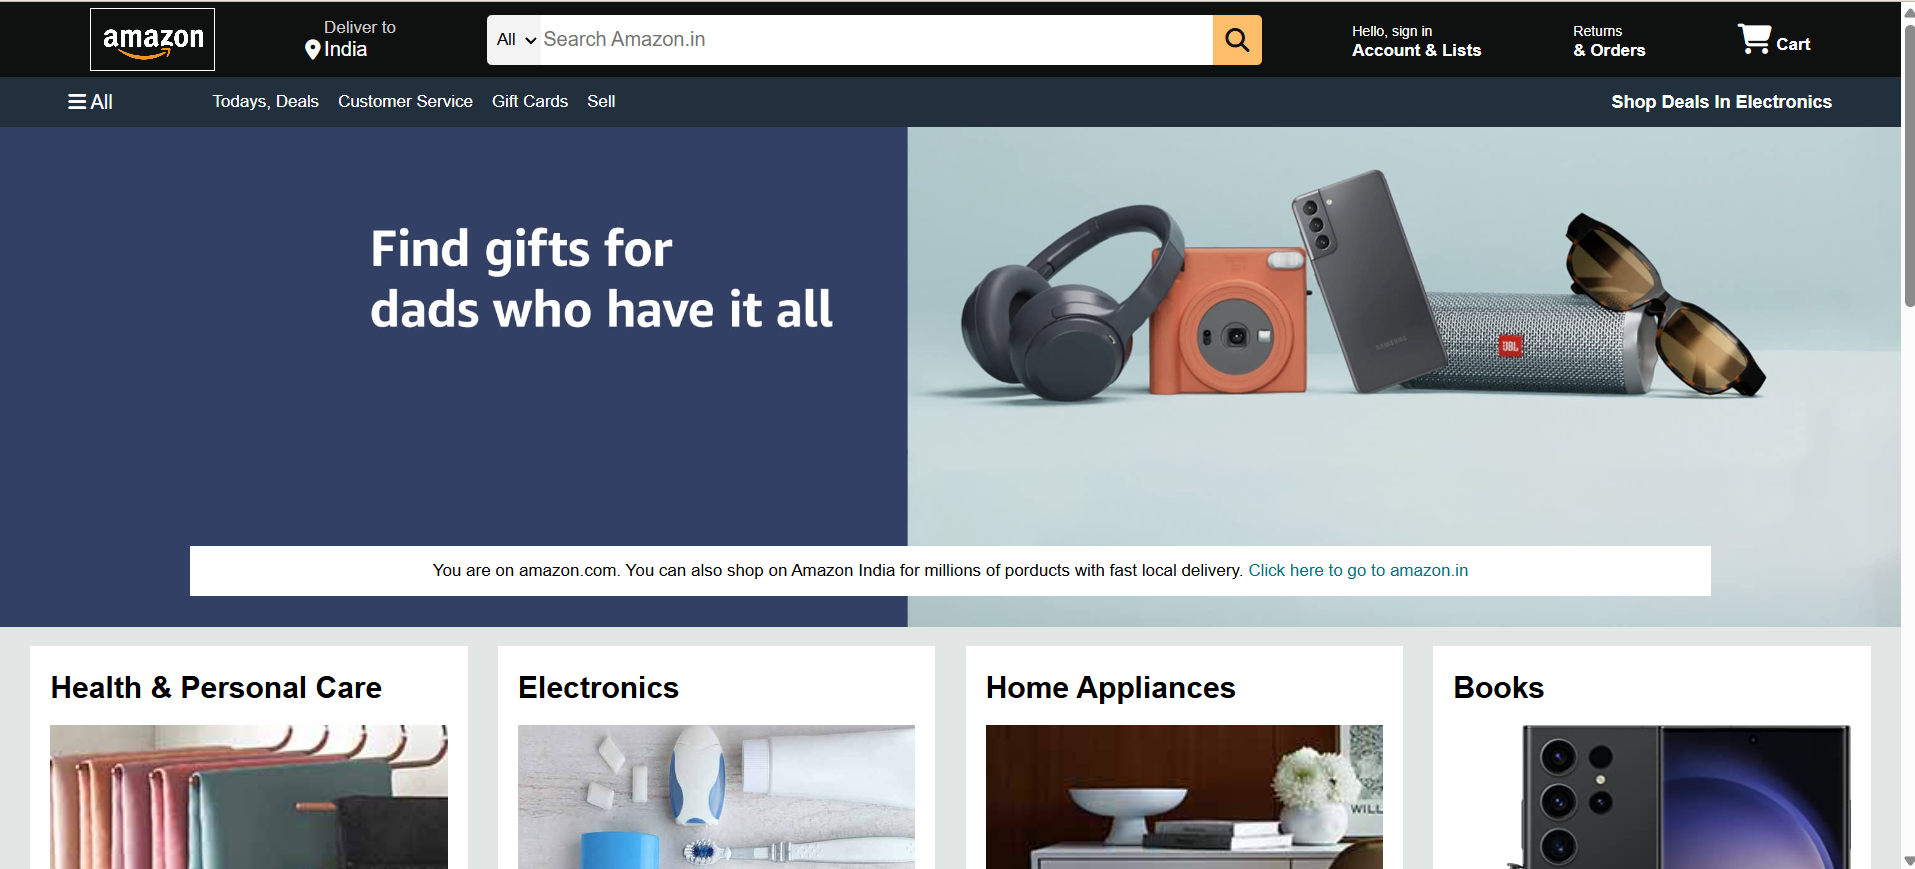 amazon
Deliver to
India
All
Search Amazon.in
Hello, sign in
Account & Lists
Returns
& Orders
Cart
All
Todays, Deals
Customer Service
Gift Cards
Sell
Shop Deals In Electronics
Find gifts for
dads who have it all
SAMSUNG
JBL
You are on amazon.com. You can also shop on Amazon India for millions of porducts with fast local delivery. Click here to go to amazon.in
Health & Personal Care
Electronics
Home Appliances
Books
WILL